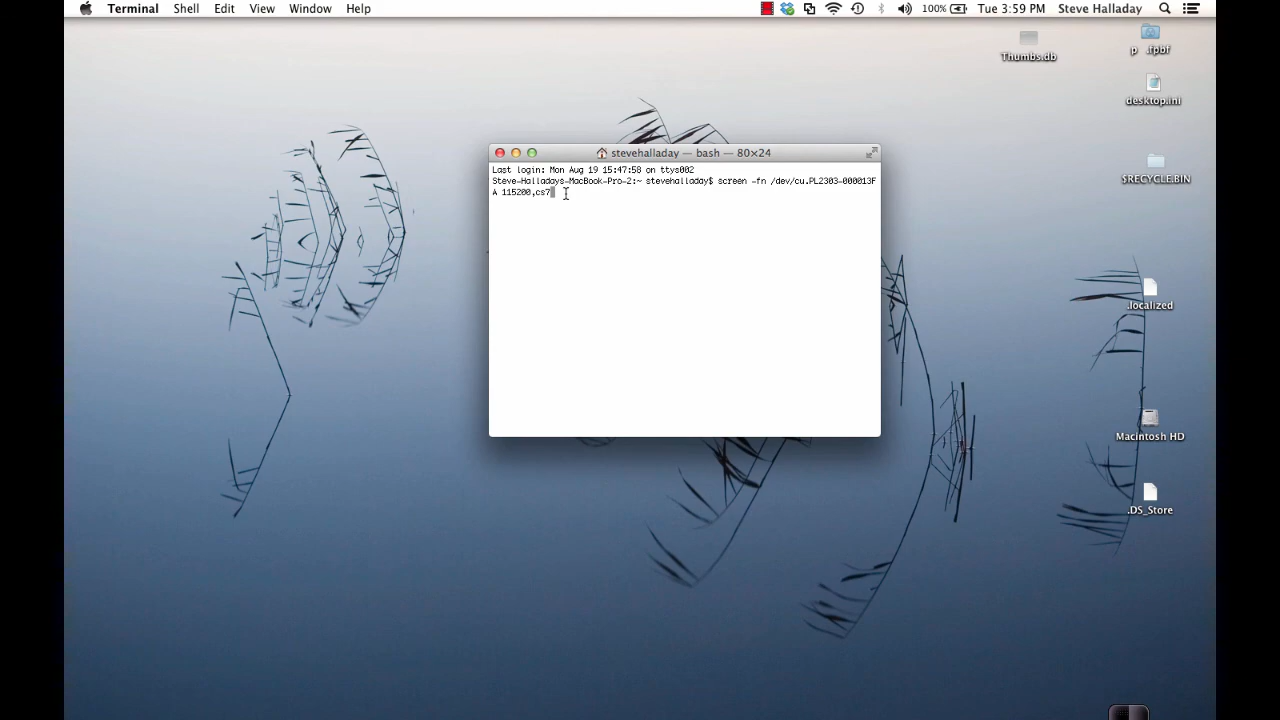 Terminal Shell Edit View Window Help 100% Tue 3:59 PM Steve Halladay
Thumbs.db
p .fpbf
desktop.ini
$RECYCLE.BIN
stevehalladay — bash — 80×24
Last login: Mon Aug 19 15:47:58 on ttys002
Steve-Halladays-MacBook-Pro-2:~ stevehalladay$ screen -fn /dev/cu.PL2303-000013F
A 115200,cs7
.localized
Macintosh HD
.DS_Store